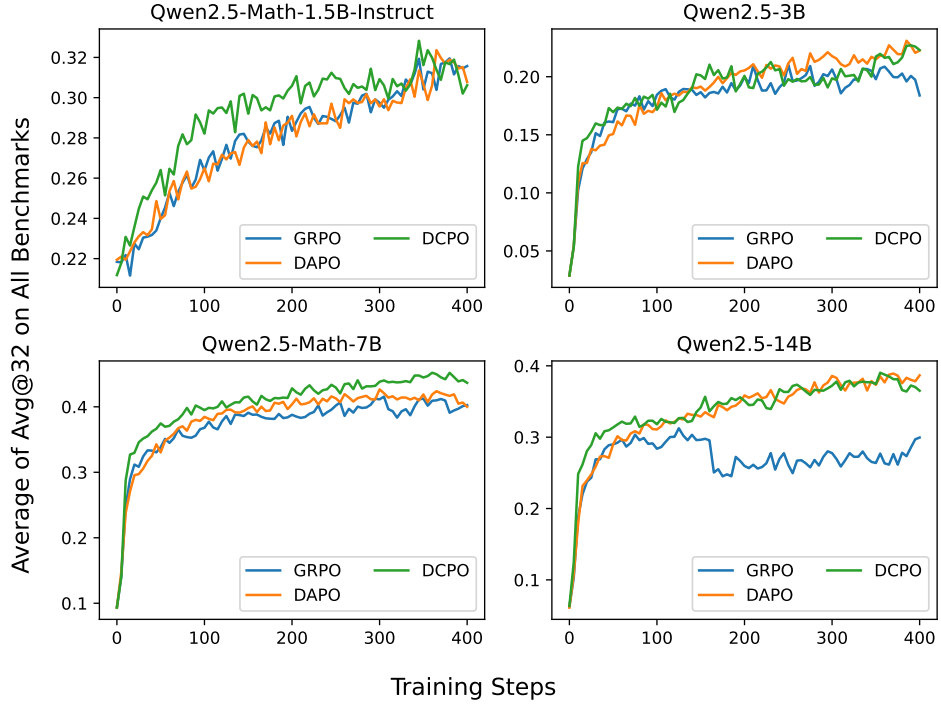 Qwen2.5-Math-1.5B-Instruct
0.32
0.30
0.28
0.26
0.24
0.22
GRPO
DCPO
DAPO
0
100
200
300
400
Qwen2.5-3B
0.20
0.15
0.10
0.05
GRPO
DCPO
DAPO
0
100
200
300
400
Qwen2.5-Math-7B
0.4
0.3
0.2
0.1
GRPO
DCPO
DAPO
0
100
200
300
400
Qwen2.5-14B
0.4
0.3
0.2
0.1
GRPO
DCPO
DAPO
0
100
200
300
400
Average of Avg@32 on All Benchmarks
Training Steps